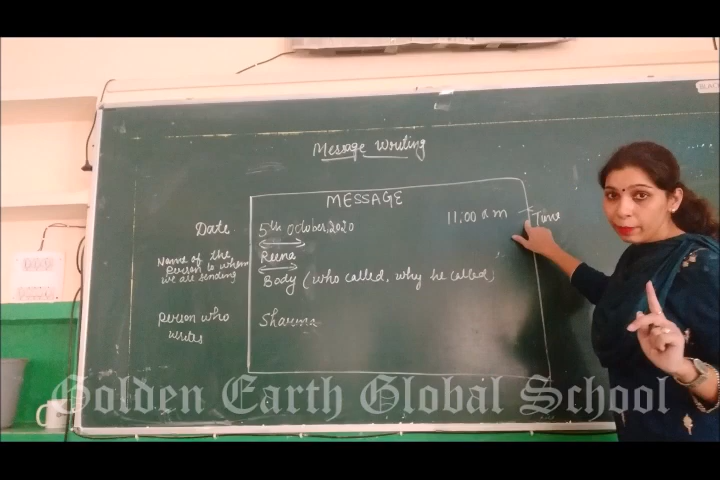 BLACK
Message Writing
MESSAGE
Date 5th October, 2020 11:00 a m Time
Name of the Person to whom we are sending
Reena
Body (who called, why he called)
Person who writes
Sharma
Golden Earth Global School